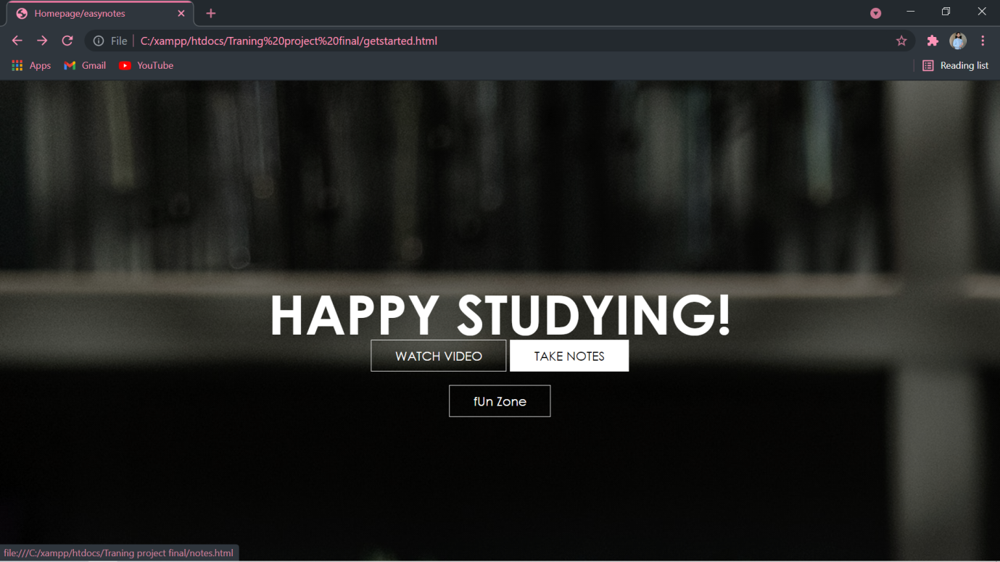 Homepage/easynotes
File C:/xampp/htdocs/Traning%20project%20final/getstarted.html
Apps Gmail YouTube Reading list
HAPPY STUDYING!
WATCH VIDEO TAKE NOTES
fUn Zone
file:///C:/xampp/htdocs/Traning project final/notes.html